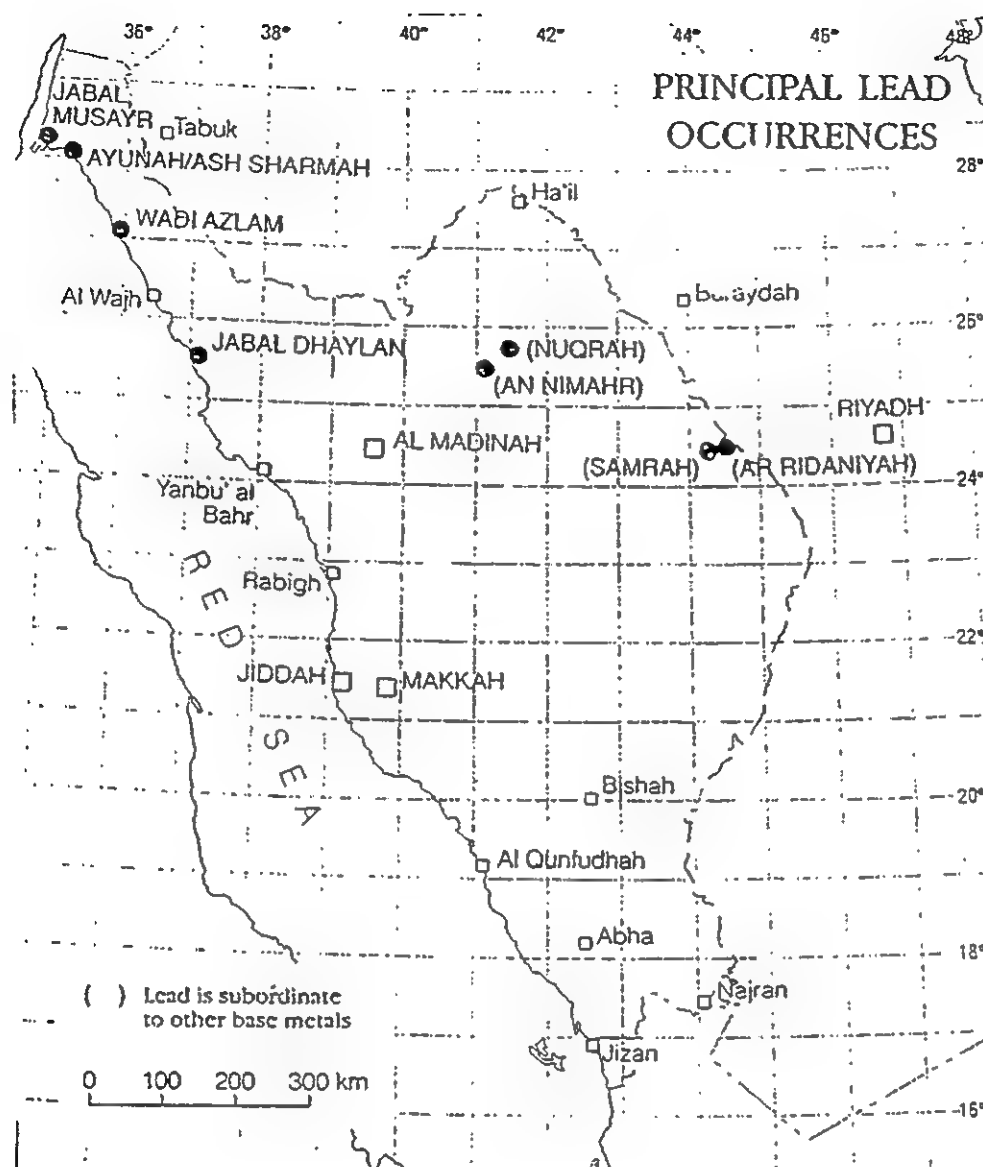 36° 38° 40° 42° 44° 46° 48°
PRINCIPAL LEAD
OCCURRENCES
JABAL
MUSAYR
Tabuk
AYUNAH/ASH SHARMAH
28°
Ha'il
WADI AZLAM
Al Wajh
Buraydah
JABAL DHAYLAN
(NUQRAH)
(AN NIMAHR)
RIYADH
AL MADINAH
(SAMRAH)
(AR RIDANIYAH)
24°
Yanbu' al
Bahr
RED SEA
Rabigh
22°
JIDDAH
MAKKAH
Bishah
20°
Al Qunfudhah
Abha
18°
( ) Lead is subordinate
to other base metals
Najran
Jizan
0 100 200 300 km
16°